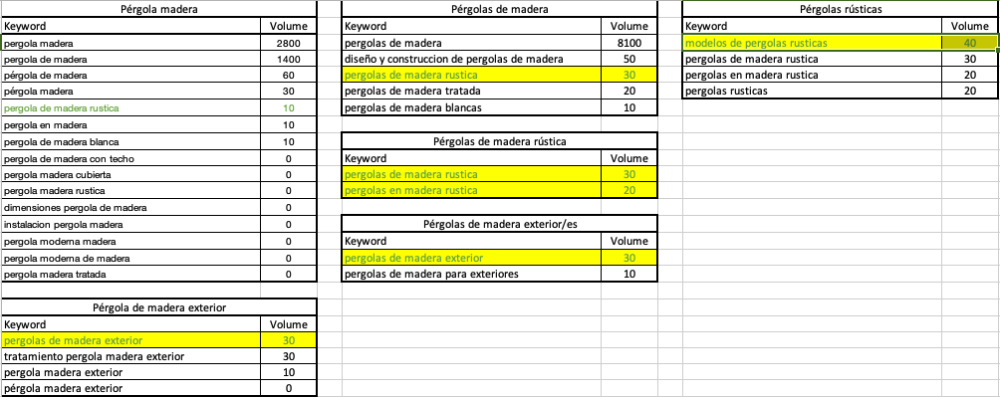 Pérgola madera
Keyword Volume
pergola madera 2800
pergola de madera 1400
pérgola de madera 60
pérgola madera 30
pergola de madera rustica 10
pergola en madera 10
pergola de madera blanca 10
pergola de madera con techo 0
pergola madera cubierta 0
pergola madera rustica 0
dimensiones pergola de madera 0
instalacion pergola madera 0
pergola moderna madera 0
pergola moderna de madera 0
pergola madera tratada 0
Pérgola de madera exterior
Keyword Volume
pergolas de madera exterior 30
tratamiento pergola madera exterior 30
pergola madera exterior 10
pérgola madera exterior 0
Pérgolas de madera
Keyword Volume
pergolas de madera 8100
diseño y construccion de pergolas de madera 50
pergolas de madera rustica 30
pergolas de madera tratada 20
pergolas de madera blancas 10
Pérgolas de madera rústica
Keyword Volume
pergolas de madera rustica 30
pergolas en madera rustica 20
Pérgolas de madera exterior/es
Keyword Volume
pergolas de madera exterior 30
pergolas de madera para exteriores 10
Pérgolas rústicas
Keyword Volume
modelos de pergolas rusticas 40
pergolas de madera rustica 30
pergolas en madera rustica 20
pergolas rusticas 20